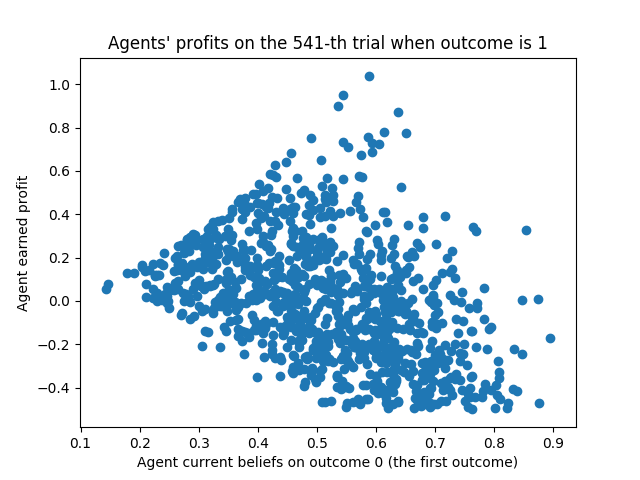 Agents' profits on the 541-th trial when outcome is 1
1.0
0.8
0.6
0.4
0.2
0.0
−0.2
−0.4
Agent earned profit
0.1 0.2 0.3 0.4 0.5 0.6 0.7 0.8 0.9
Agent current beliefs on outcome 0 (the first outcome)